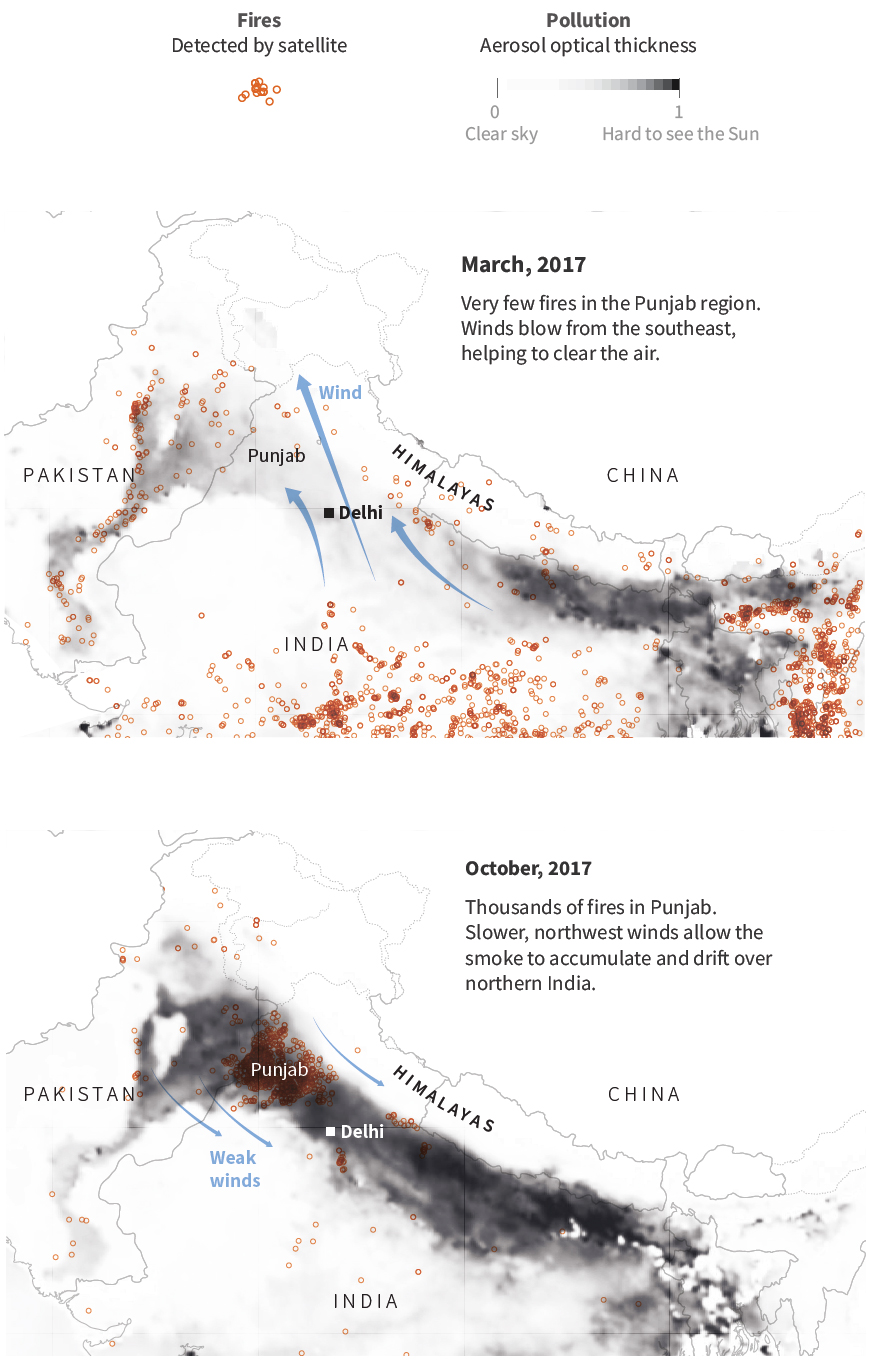 Fires
Detected by satellite
Pollution
Aerosol optical thickness
0
1
Clear sky
Hard to see the Sun
March, 2017
Very few fires in the Punjab region.
Winds blow from the southeast,
helping to clear the air.
Wind
Punjab
PAKISTAN
HIMALAYAS
CHINA
Delhi
INDIA
October, 2017
Thousands of fires in Punjab.
Slower, northwest winds allow the
smoke to accumulate and drift over
northern India.
Punjab
PAKISTAN
HIMALAYAS
CHINA
Delhi
Weak
winds
INDIA